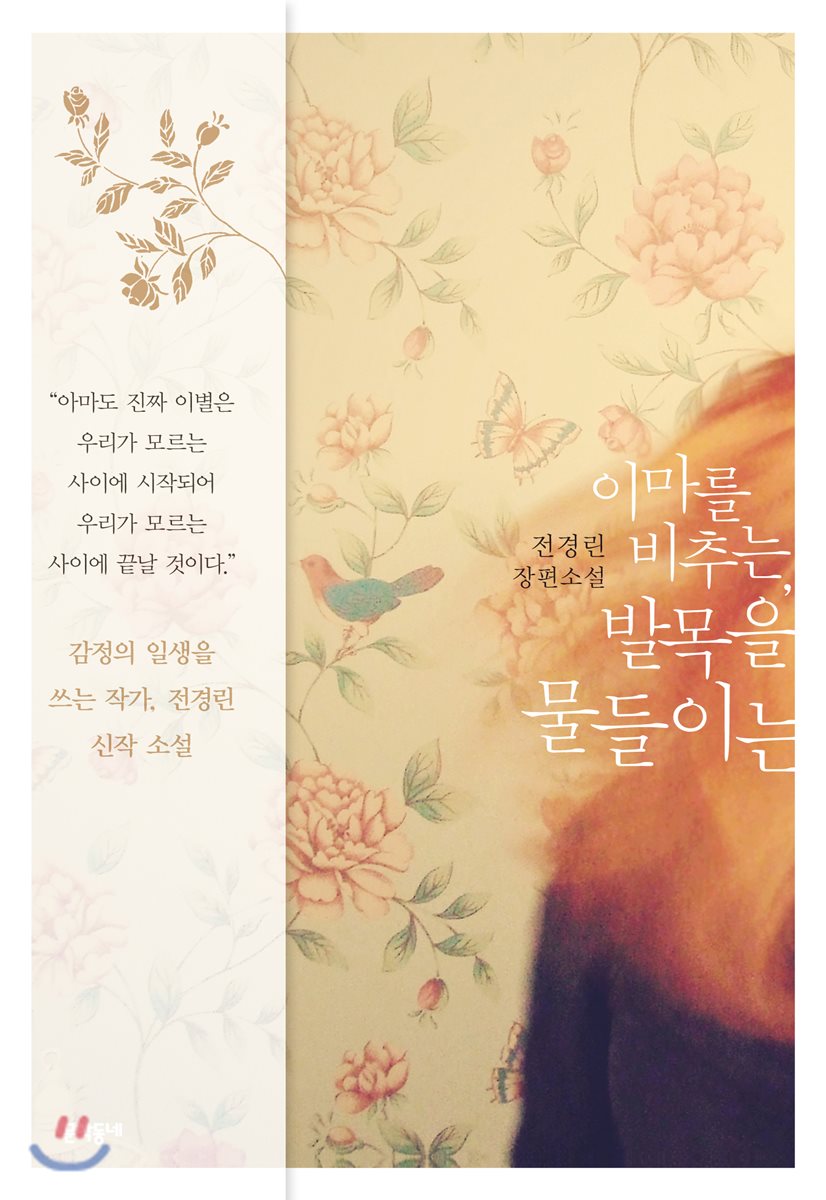 “아마도 진짜 이별은
우리가 모르는
사이에 시작되어
우리가 모르는
사이에 끝날 것이다.”
감정의 일생을
쓰는 작가, 전경린
신작 소설
이마를
비추는,
발목을
물들이는
전경린
장편소설
동네